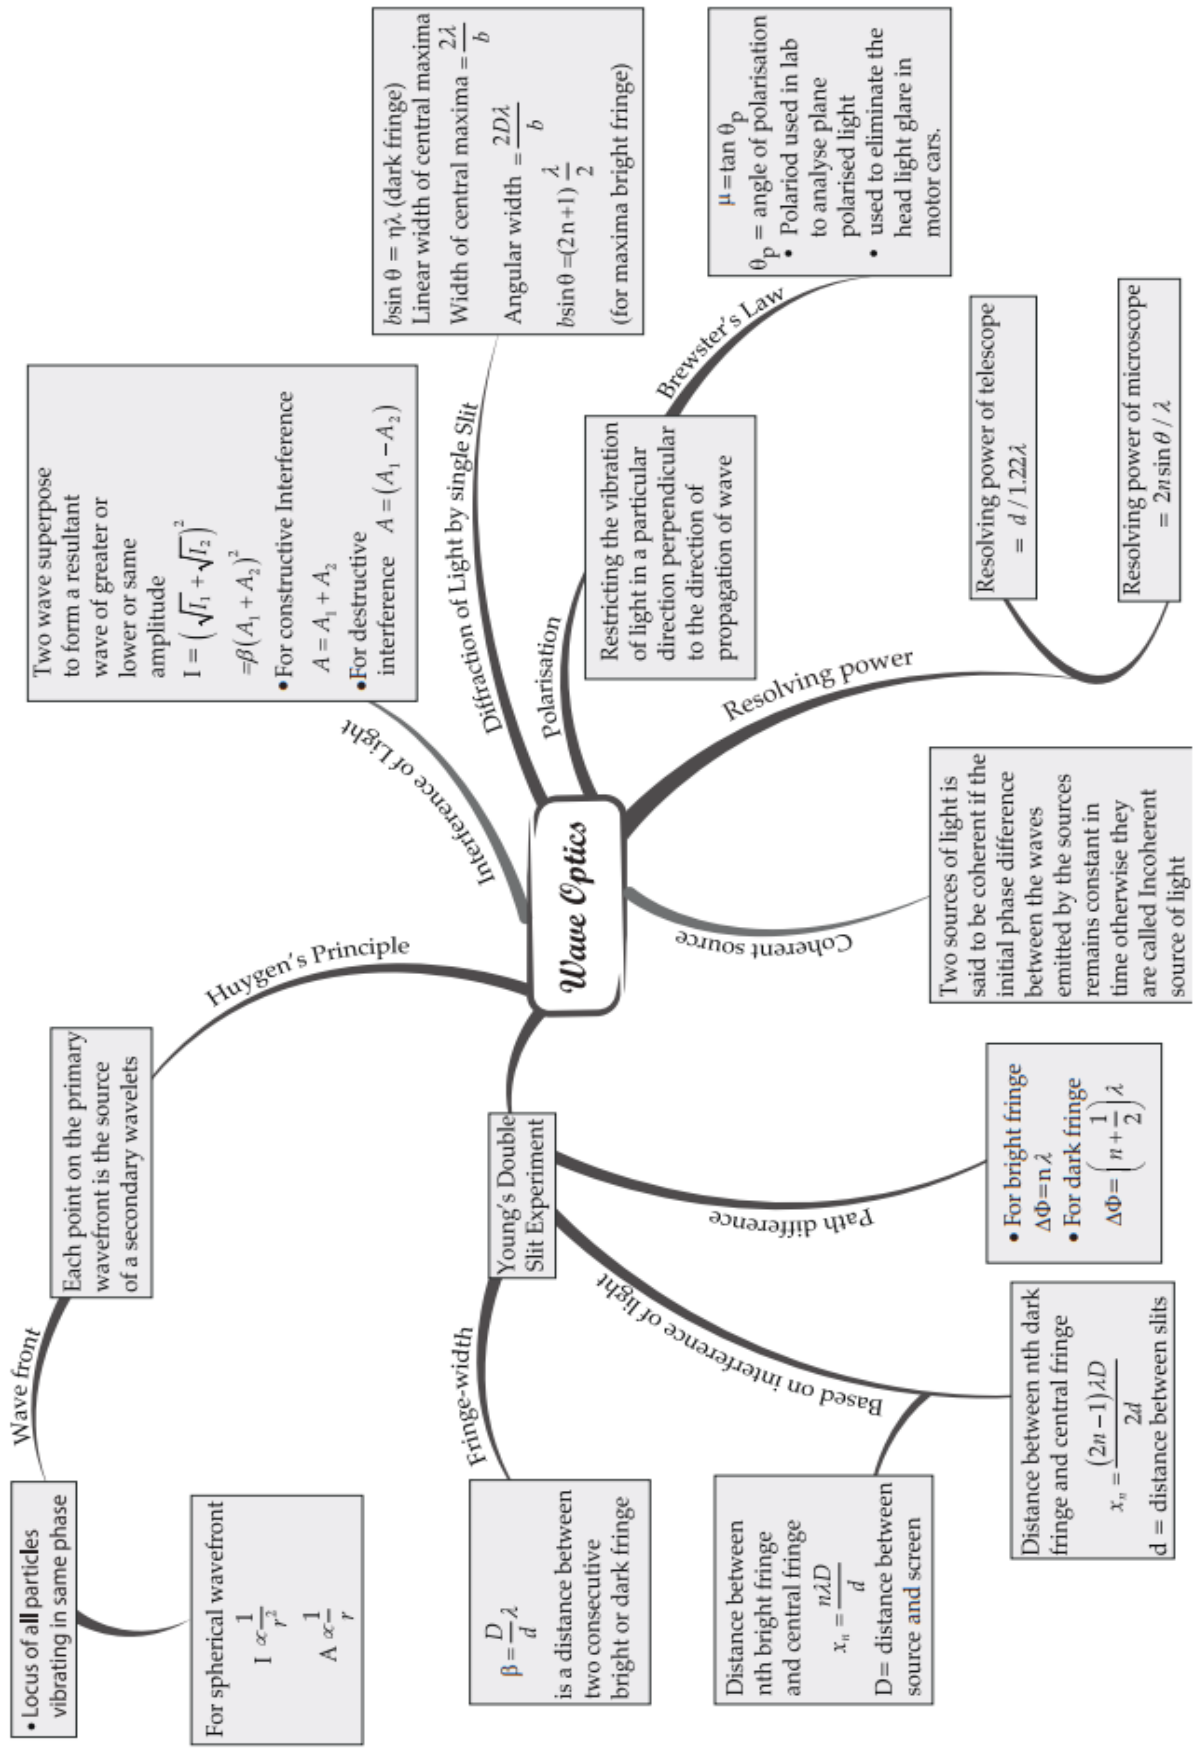 Wave Optics
Wave front
• Locus of all particles
vibrating in same phase
For spherical wavefront
I ∝ 1/r²
A ∝ 1/r
Huygen's Principle
Each point on the primary
wavefront is the source
of a secondary wavelets
Interference of Light
Two wave superpose
to form a resultant
wave of greater or
lower or same
amplitude
I = (√I₁ + √I₂)²
=β(A₁ + A₂)²
• For constructive Interference
A = A₁ + A₂
• For destructive
interference A = (A₁ − A₂)
Diffraction of Light by single Slit
bsin θ = ηλ (dark fringe)
Linear width of central maxima
Width of central maxima = 2λ/b
Angular width = 2Dλ/b
bsinθ =(2n+1) λ/2
(for maxima bright fringe)
Polarisation
Restricting the vibration
of light in a particular
direction perpendicular
to the direction of
propagation of wave
Brewster's Law
μ=tan θp
θp = angle of polarisation
• Polariod used in lab
to analyse plane
polarised light
• used to eliminate the
head light glare in
motor cars.
Resolving power
Resolving power of telescope
= d / 1.22λ
Resolving power of microscope
= 2n sin θ / λ
Coherent source
Two sources of light is
said to be coherent if the
initial phase difference
between the waves
emitted by the sources
remains constant in
time otherwise they
are called Incoherent
source of light
Young's Double
Slit Experiment
Fringe-width
β = D/d λ
is a distance between
two consecutive
bright or dark fringe
Based on interference of light
Distance between
nth bright fringe
and central fringe
xₙ = nλD/d
D= distance between
source and screen
Distance between nth dark
fringe and central fringe
xₙ = (2n −1)λD/2d
d = distance between slits
Path difference
• For bright fringe
ΔΦ=n λ
• For dark fringe
ΔΦ= (n + 1/2) λ